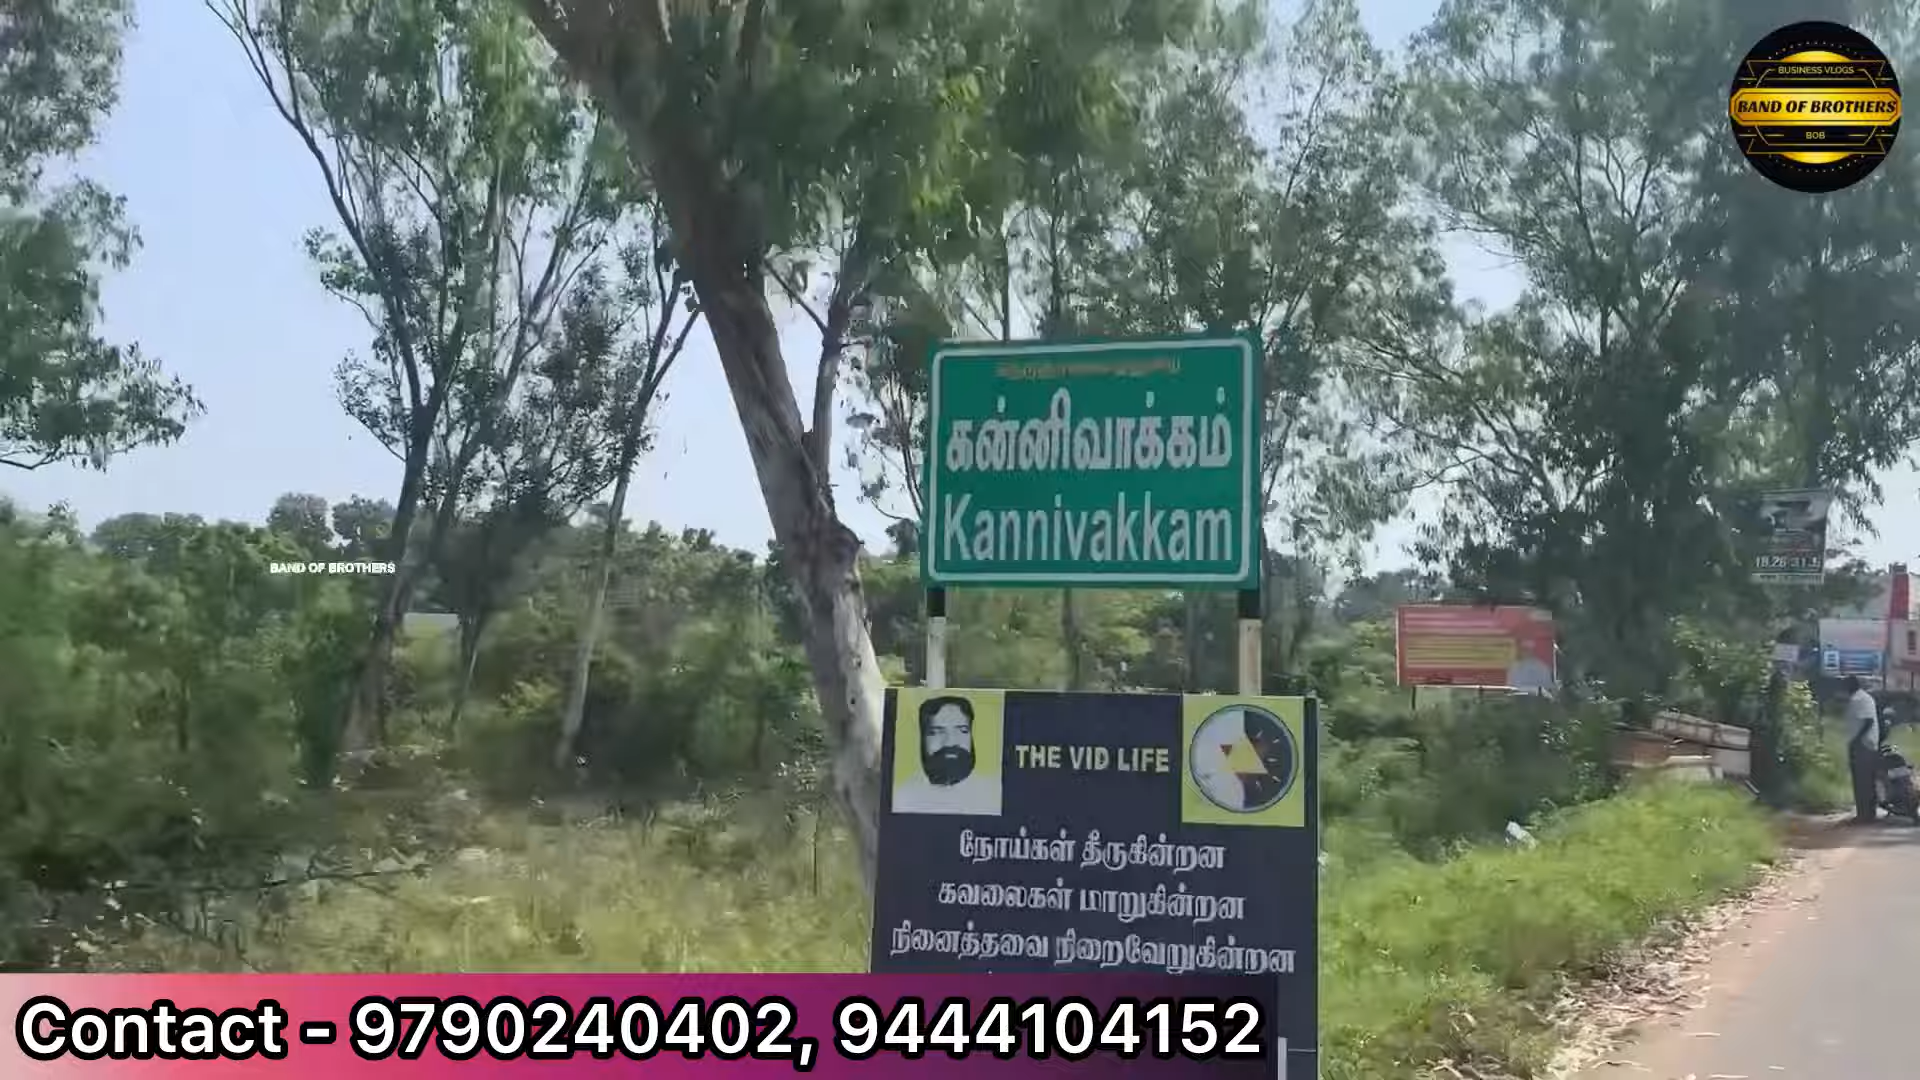 BUSINESS VLOGS
BAND OF BROTHERS
BOB
கன்னிவாக்கம்
Kannivakkam
BAND OF BROTHERS
THE VID LIFE
நோய்கள் தீருகின்றன
கவலைகள் மாறுகின்றன
நினைத்தவை நிறைவேறுகின்றன
Contact - 9790240402, 9444104152